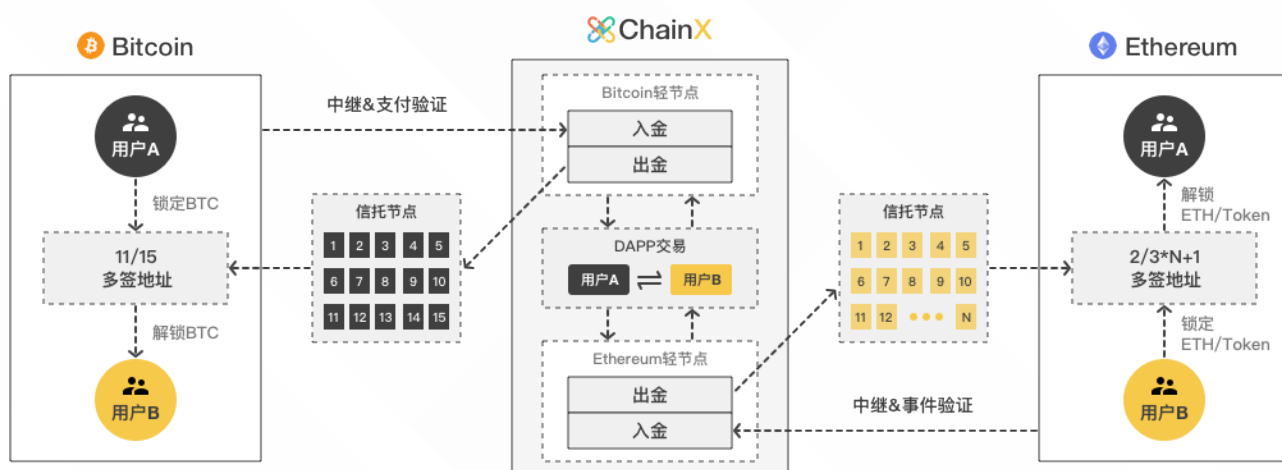 Bitcoin
用户A
锁定BTC
11/15
多签地址
解锁BTC
用户B
中继&支付验证
信托节点
1 2 3 4 5
6 7 8 9 10
11 12 13 14 15
ChainX
Bitcoin轻节点
入金
出金
DAPP交易
用户A 用户B
Ethereum轻节点
出金
入金
信托节点
1 2 3 4 5
6 7 8 9 10
11 12 N
中继&事件验证
Ethereum
用户A
解锁
ETH/Token
2/3*N+1
多签地址
锁定
ETH/Token
用户B